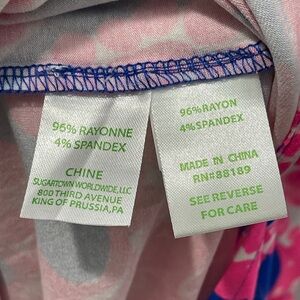 96% RAYONNE
4% SPANDEX
CHINE
SUGARTOWN WORLDWIDE, LLC
800 THIRD AVENUE
KING OF PRUSSIA, PA
96% RAYON
4% SPANDEX
MADE IN CHINA
RN#88189
SEE REVERSE
FOR CARE